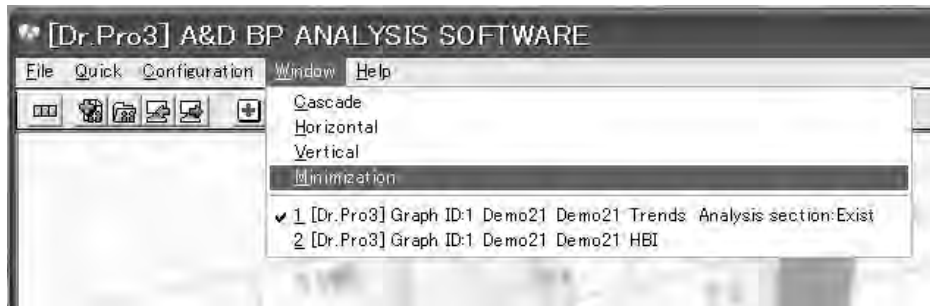 [Dr.Pro3] A&D BP ANALYSIS SOFTWARE
File Quick Configuration Window Help
Cascade
Horizontal
Vertical
Minimization
✔ 1 [Dr.Pro3] Graph ID:1 Demo21 Demo21 Trends Analysis section:Exist
2 [Dr.Pro3] Graph ID:1 Demo21 Demo21 HBI